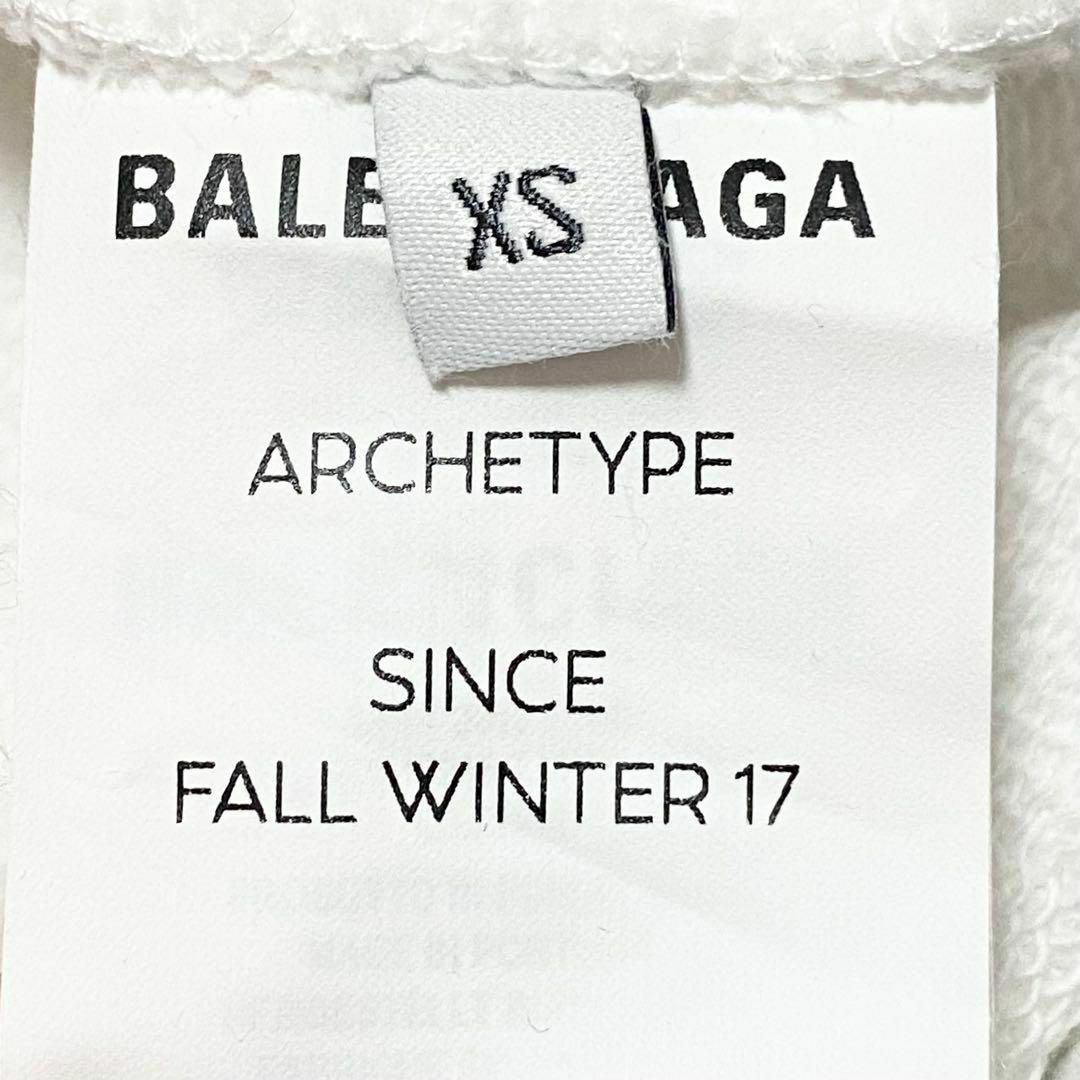 BALE AGA
XS
ARCHETYPE
SINCE
FALL WINTER 17